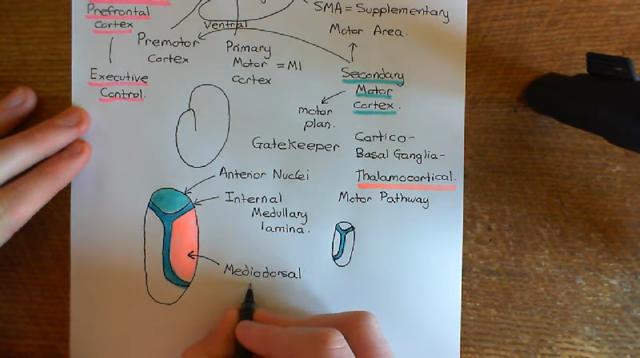 Prefrontal
Cortex
Executive
Control.
Ventral
Premotor
Cortex
Primary
Motor = M1
Cortex
SMA = Supplementary
Motor Area.
Secondary
Motor
Cortex.
motor
plan.
Gatekeeper
Cortico-
Basal Ganglia-
Thalamocortical.
Motor Pathway
Anterior Nuclei
Internal
Medullary
lamina.
Mediodorsal